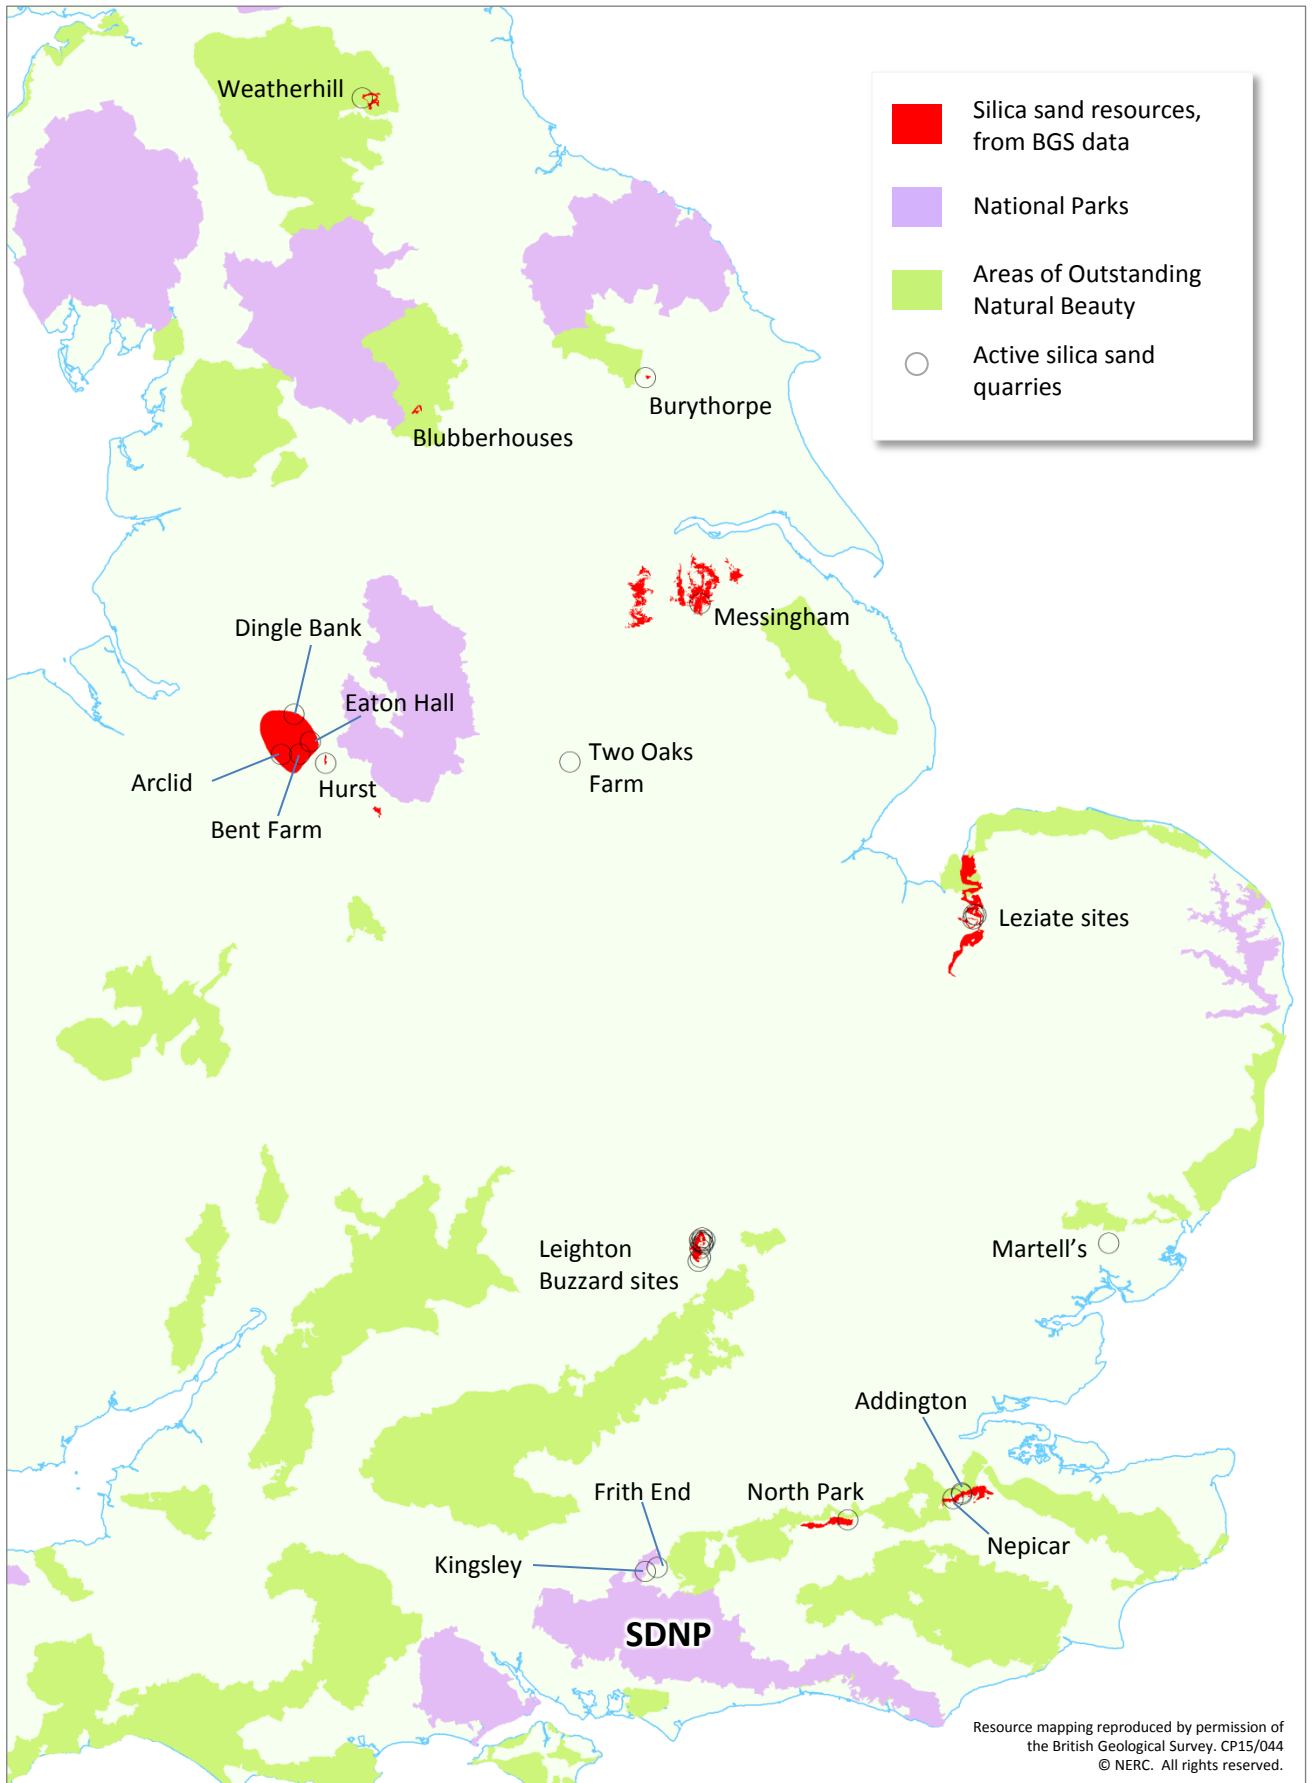 Weatherhill
Silica sand resources,
from BGS data
National Parks
Areas of Outstanding
Natural Beauty
Active silica sand
quarries
Burythorpe
Blubberhouses
Messingham
Dingle Bank
Eaton Hall
Two Oaks
Farm
Arclid
Hurst
Bent Farm
Leziate sites
Leighton
Buzzard sites
Martell’s
Addington
Frith End
North Park
Nepicar
Kingsley
SDNP
Resource mapping reproduced by permission of
the British Geological Survey. CP15/044
© NERC. All rights reserved.